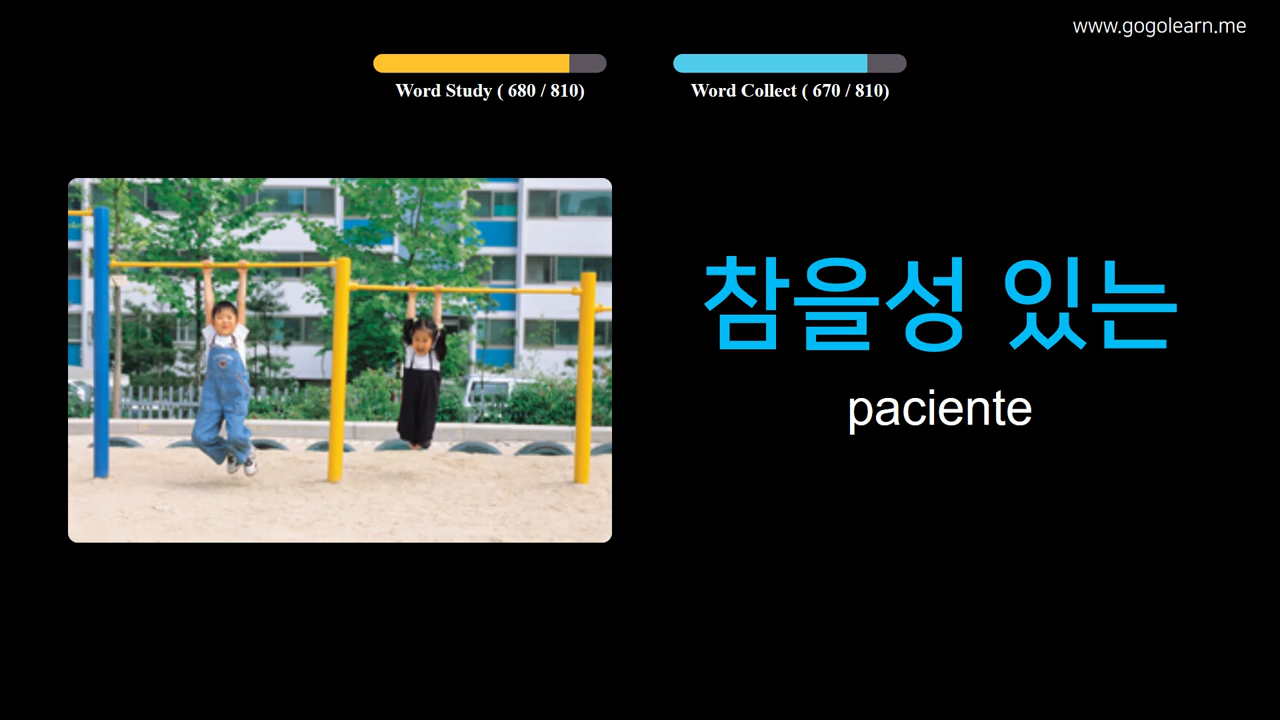 www.gogolearn.me
Word Study ( 680 / 810)
Word Collect ( 670 / 810)
참을성 있는
paciente